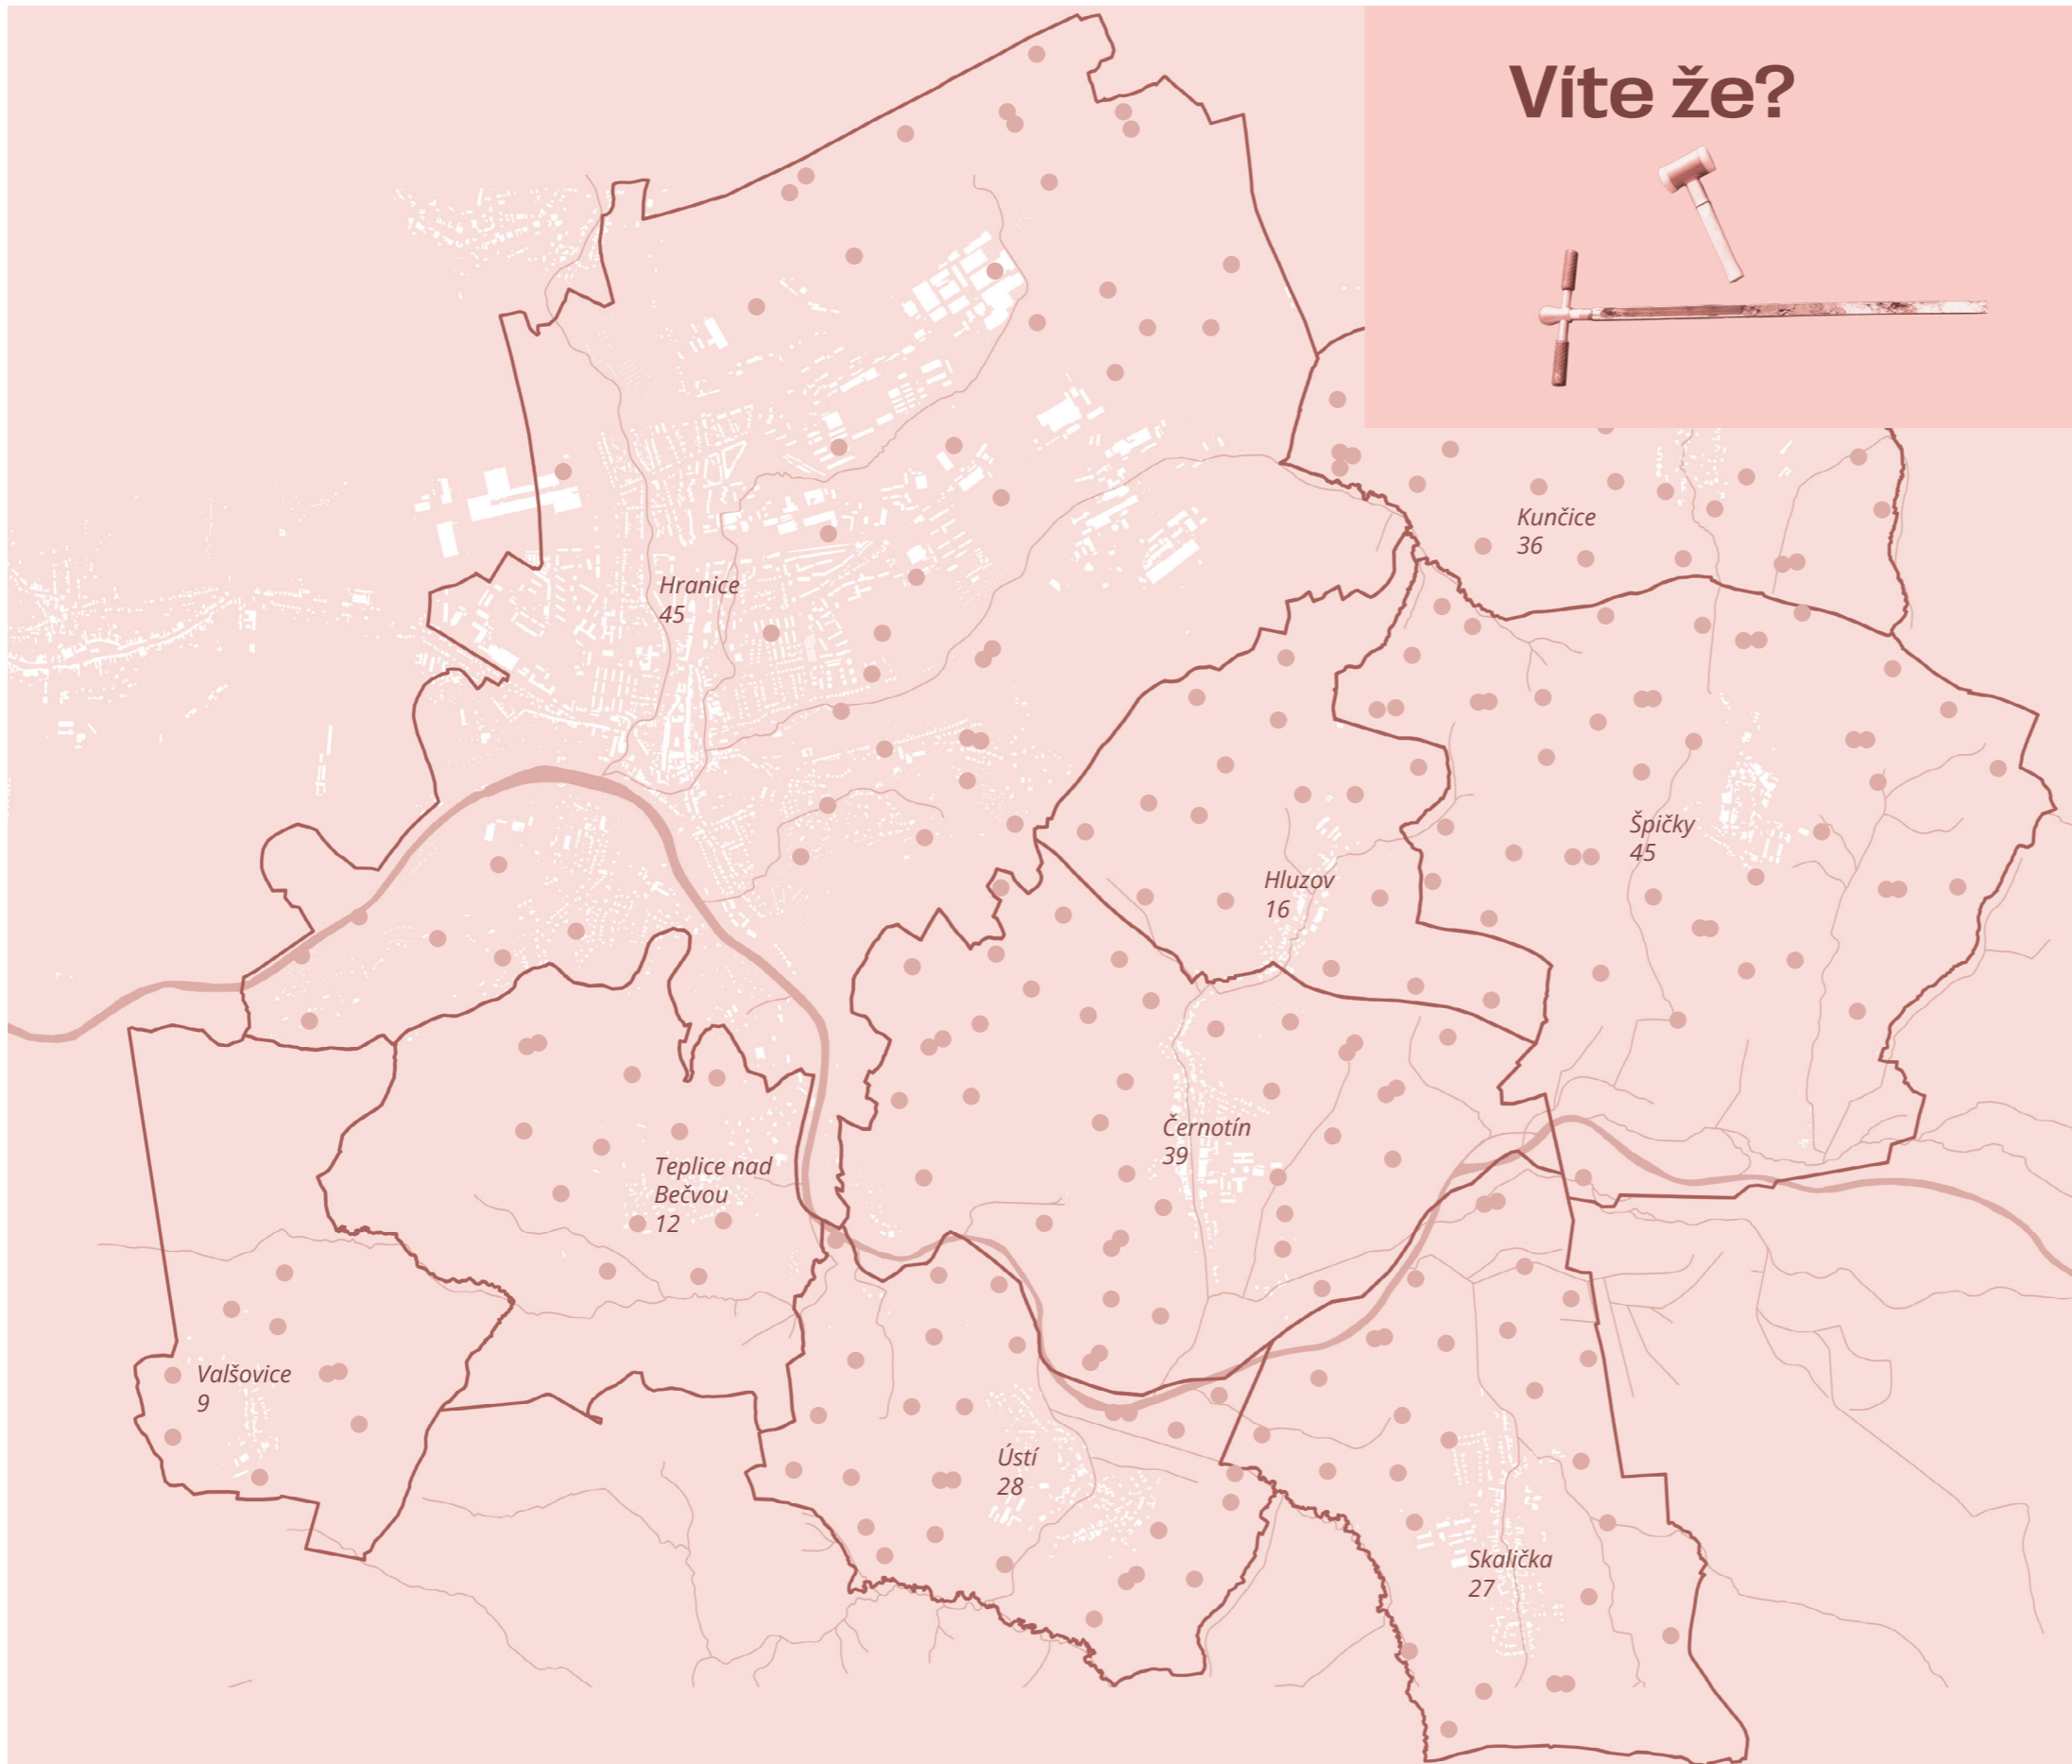 Víte že?
Kunčice
36
Hranice
45
Špičky
45
Hluzov
16
Černotín
39
Teplice nad
Bečvou
12
Valšovice
9
Ústí
28
Skalička
27